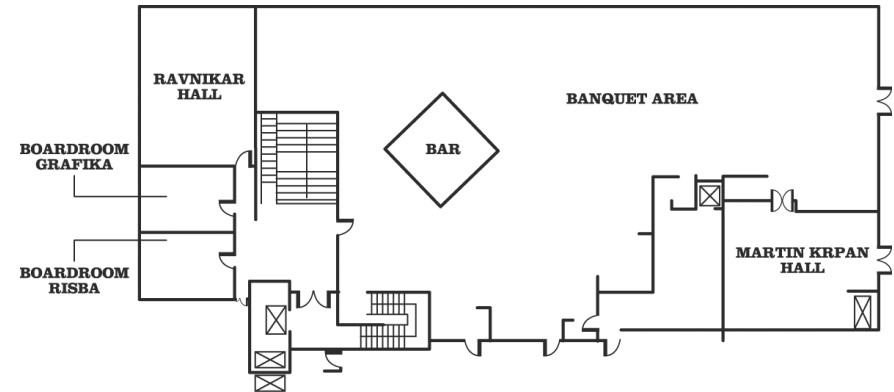 RAVNIKAR
HALL
BANQUET AREA
BOARDROOM
GRAFIKA
BAR
BOARDROOM
RISBA
MARTIN KRPAN
HALL